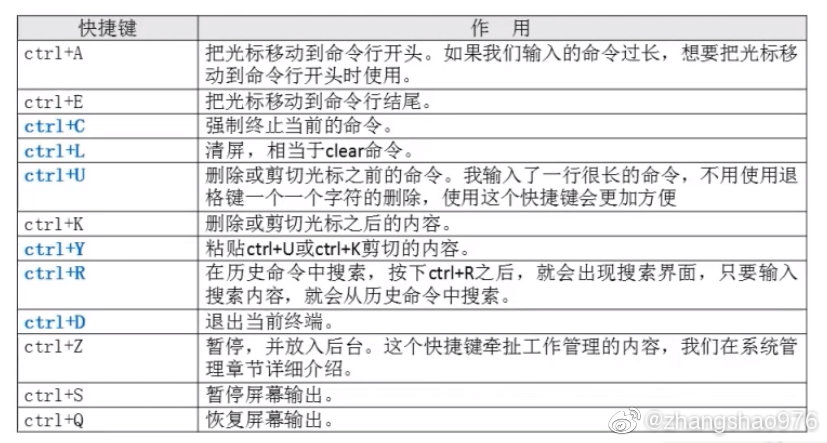 快捷键 作 用
ctrl+A 把光标移动到命令行开头。如果我们输入的命令过长，想要把光标移
动到命令行开头时使用。
ctrl+E 把光标移动到命令行结尾。
ctrl+C 强制终止当前的命令。
ctrl+L 清屏，相当于clear命令。
ctrl+U 删除或剪切光标之前的命令。我输入了一行很长的命令，不用使用退
格键一个一个字符的删除，使用这个快捷键会更加方便
ctrl+K 删除或剪切光标之后的内容。
ctrl+Y 粘贴ctrl+U或ctrl+K剪切的内容。
ctrl+R 在历史命令中搜索，按下ctrl+R之后，就会出现搜索界面，只要输入
搜索内容，就会从历史命令中搜索。
ctrl+D 退出当前终端。
ctrl+Z 暂停，并放入后台。这个快捷键牵扯工作管理的内容，我们在系统管
理章节详细介绍。
ctrl+S 暂停屏幕输出。
ctrl+Q 恢复屏幕输出。
@zhangshao976